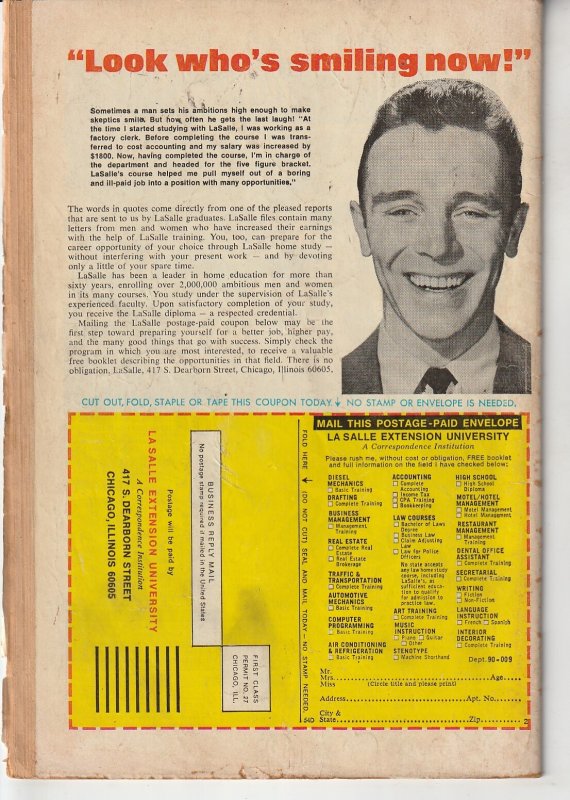 “Look who’s smiling now!”
Sometimes a man sets his ambitions high enough to make
skeptics smile. But how often he gets the last laugh! “At
the time I started studying with LaSalle, I was working as a
factory clerk. Before completing the course I was trans-
ferred to cost accounting and my salary was increased by
$1800. Now, having completed the course, I’m in charge of
the department and headed for the five figure bracket.
LaSalle’s course helped me pull myself out of a boring
and ill-paid job into a position with many opportunities.”
The words in quotes come directly from one of the pleased reports
that are sent to us by LaSalle graduates. LaSalle files contain many
letters from men and women who have increased their earnings
with the help of LaSalle training. You, too, can prepare for the
career opportunity of your choice through LaSalle home study —
without interfering with your present work — and by devoting
only a little of your spare time.
LaSalle has been a leader in home education for more than
sixty years, enrolling over 2,000,000 ambitious men and women
in its many courses. You study under the supervision of LaSalle’s
experienced faculty. Upon satisfactory completion of your study,
you receive the LaSalle diploma — a respected credential.
Mailing the LaSalle postage-paid coupon below may be the
first step toward preparing yourself for a better job, higher pay,
and the many good things that go with success. Simply check the
program in which you are most interested, to receive a valuable
free booklet describing the opportunities in that field. There is no
obligation. LaSalle, 417 S. Dearborn Street, Chicago, Illinois 60605.
CUT OUT, FOLD, STAPLE OR TAPE THIS COUPON TODAY. NO STAMP OR ENVELOPE IS NEEDED.
Postage will be paid by
LA SALLE EXTENSION UNIVERSITY
A Correspondence Institution
417 S. DEARBORN STREET
CHICAGO, ILLINOIS 60605
BUSINESS REPLY MAIL
No postage stamp required if mailed in the United States
FIRST CLASS
PERMIT NO. 27
CHICAGO, ILL.
FOLD HERE (DO NOT CUT) SEAL AND MAIL TODAY—NO STAMP NEEDED.
540
MAIL THIS POSTAGE-PAID ENVELOPE
LA SALLE EXTENSION UNIVERSITY
A Correspondence Institution
Please rush me, without cost or obligation, FREE booklet
and full information on the field I have checked below:
DIESEL
MECHANICS
Basic Training
DRAFTING
Complete Training
BUSINESS
MANAGEMENT
Management
Training
REAL ESTATE
Complete Real
Estate
Real Estate
Brokerage
TRAFFIC &
TRANSPORTATION
Complete Training
AUTOMOTIVE
MECHANICS
Basic Training
COMPUTER
PROGRAMMING
Basic Training
AIR CONDITIONING
& REFRIGERATION
Basic Training
ACCOUNTING
Complete
Accounting
Income Tax
CPA Training
Bookkeeping
LAW COURSES
Bachelor of Laws
Degree
Business Law
Claim Adjusting
Law
Law for Police
Officers
No state accepts
any law home study
course, including
LaSalle’s, as
sufficient educa-
tion to qualify
for admission to
practice law.
ART TRAINING
Complete Training
MUSIC
INSTRUCTION
Piano Guitar
Other
STENOTYPE
Machine Shorthand
HIGH SCHOOL
High School
Diploma
MOTEL/HOTEL
MANAGEMENT
Motel Management
Hotel Management
RESTAURANT
MANAGEMENT
Management
Training
DENTAL OFFICE
ASSISTANT
Complete Training
SECRETARIAL
Complete Training
WRITING
Fiction
Non-Fiction
LANGUAGE
INSTRUCTION
French Spanish
INTERIOR
DECORATING
Complete Training
Dept. 90-009
Mr.
Mrs. Age
Miss (Circle title and please print)
Address Apt. No.
City &
State Zip 2